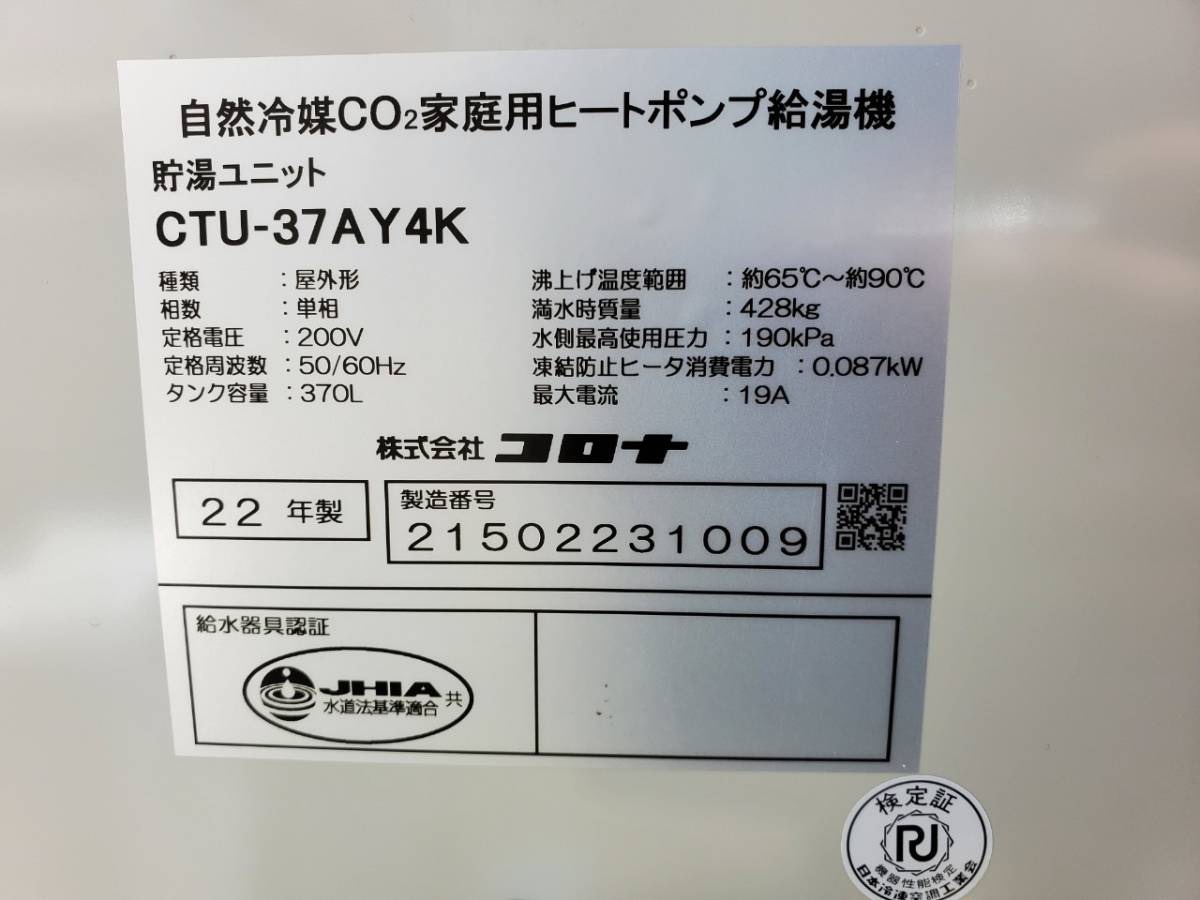 自然冷媒CO2家庭用ヒートポンプ給湯機
貯湯ユニット
CTU-37AY4K
種類 :屋外形
相数 :単相
定格電圧 :200V
定格周波数 :50/60Hz
タンク容量 :370L
沸上げ温度範囲 :約65℃～約90℃
満水時質量 :428kg
水側最高使用圧力 :190kPa
凍結防止ヒータ消費電力 :0.087kW
最大電流 :19A
株式会社 コロナ
22 年製
製造番号
21502231009
給水器具認証
JHIA
水道法基準適合
共
検定証
RJ
機器性能検定
日本冷凍空調工業会